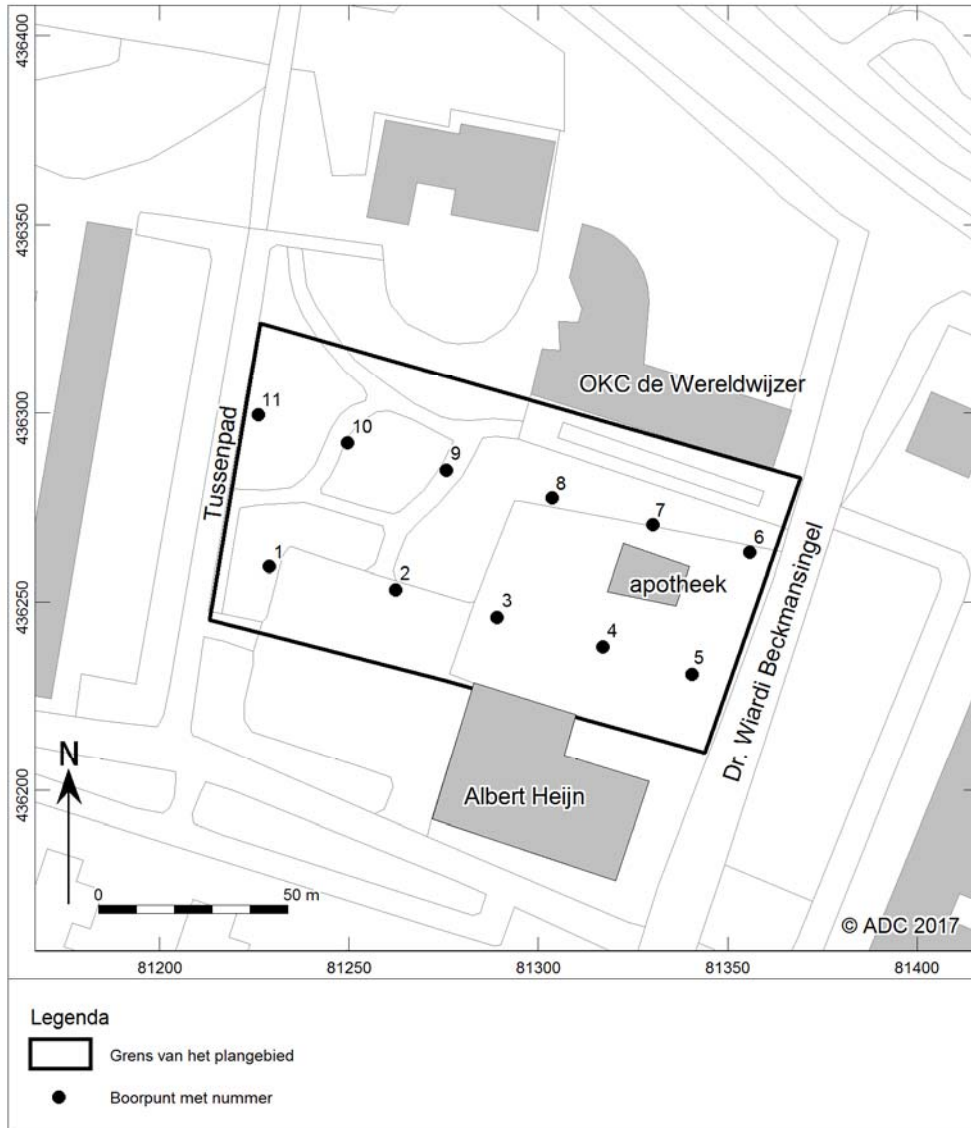 436400
436350
436300
436250
436200
OKC de Wereldwijzer
11
10
9
8
7
6
Tussenpad
1
2
3
apotheek
4
5
Dr. Wiardi Beckmansingel
N
Albert Heijn
0
50 m
© ADC 2017
81200
81250
81300
81350
81400
Legenda
Grens van het plangebied
Boorpunt met nummer